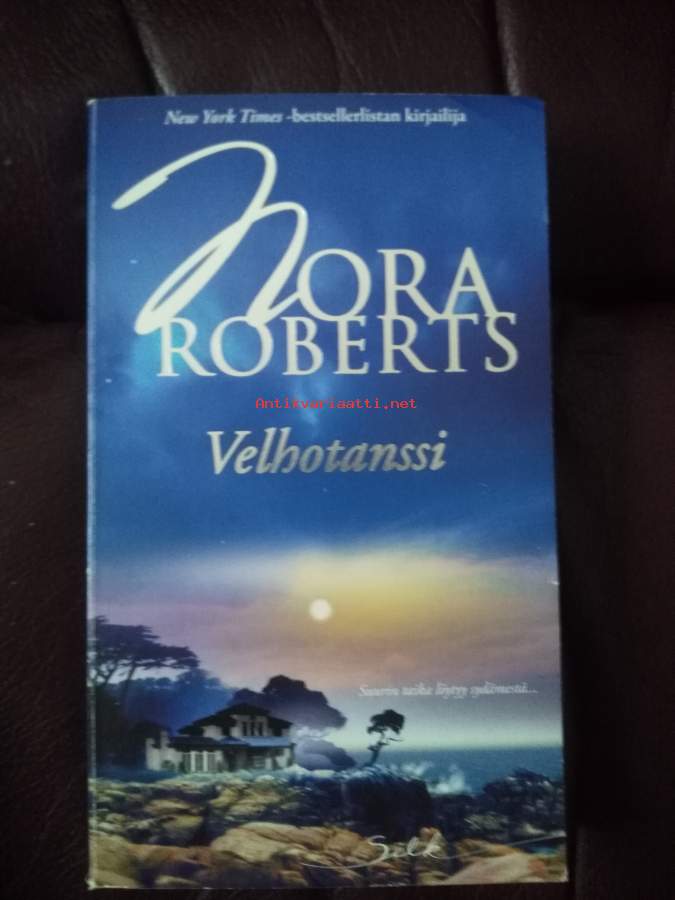 New York Times -bestsellerlistan kirjailija
NORA
ROBERTS
Antikvariaatti.net
Velhotanssi
Suurin taika löytyy sydämestä...
Silk